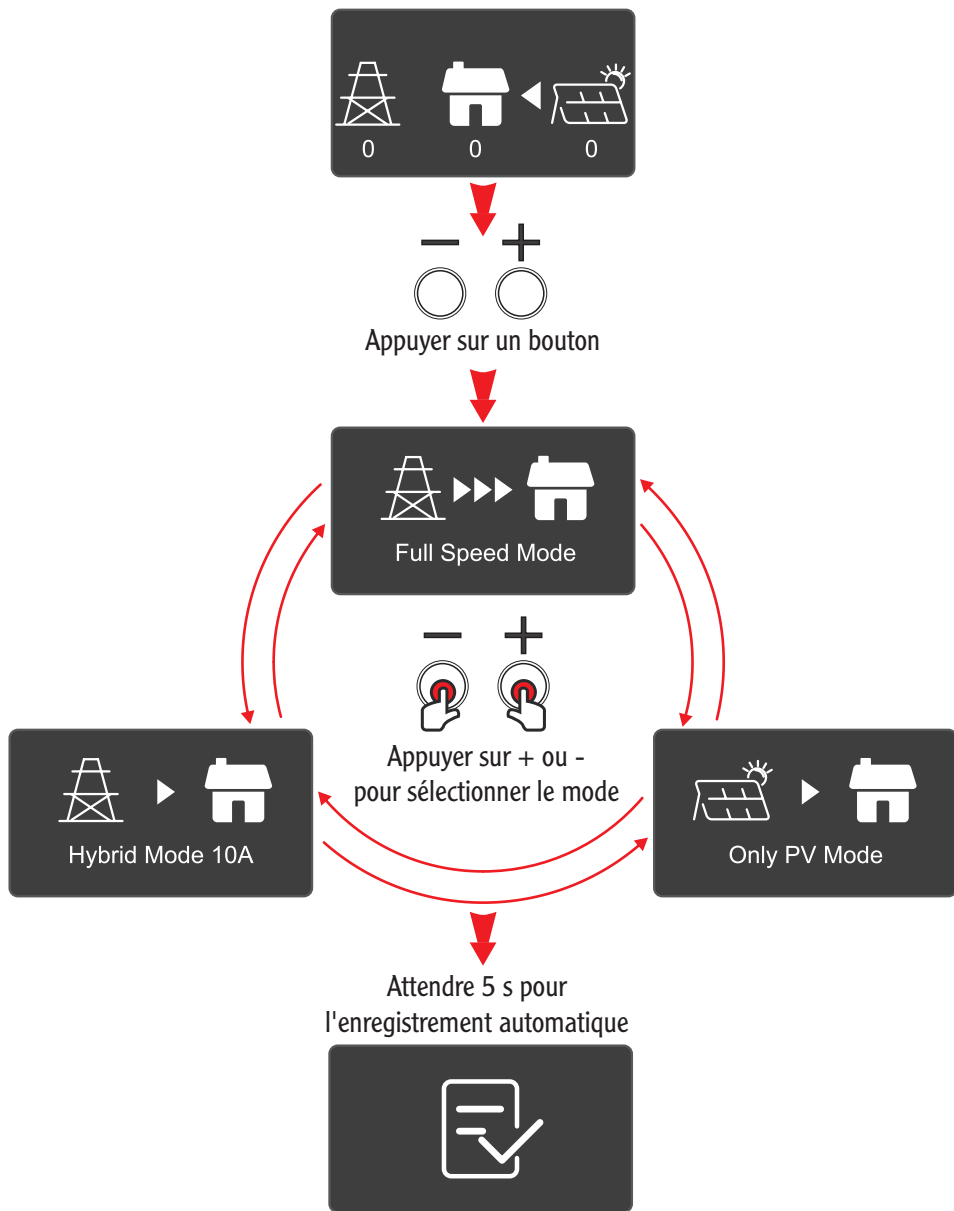 0 0 0
− +
Appuyer sur un bouton
Full Speed Mode
− +
Appuyer sur + ou -
pour sélectionner le mode
Hybrid Mode 10A
Only PV Mode
Attendre 5 s pour
l'enregistrement automatique